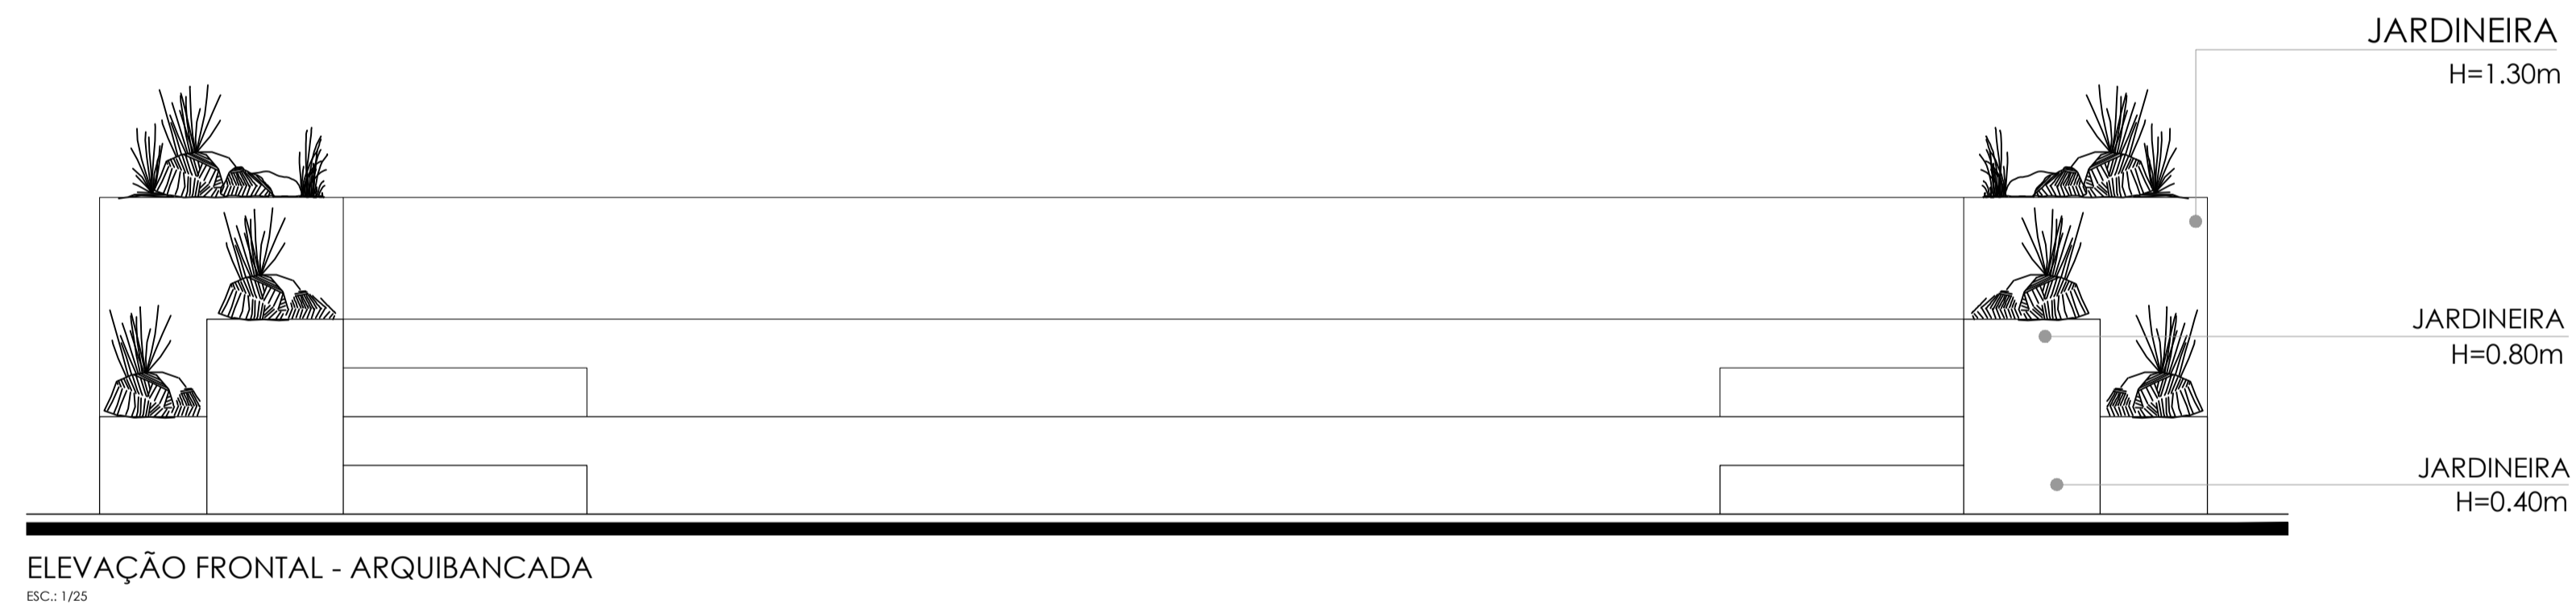 JARDINEIRA
H=1.30m
JARDINEIRA
H=0.80m
JARDINEIRA
H=0.40m
ELEVAÇÃO FRONTAL - ARQUIBANCADA
ESC.: 1/25